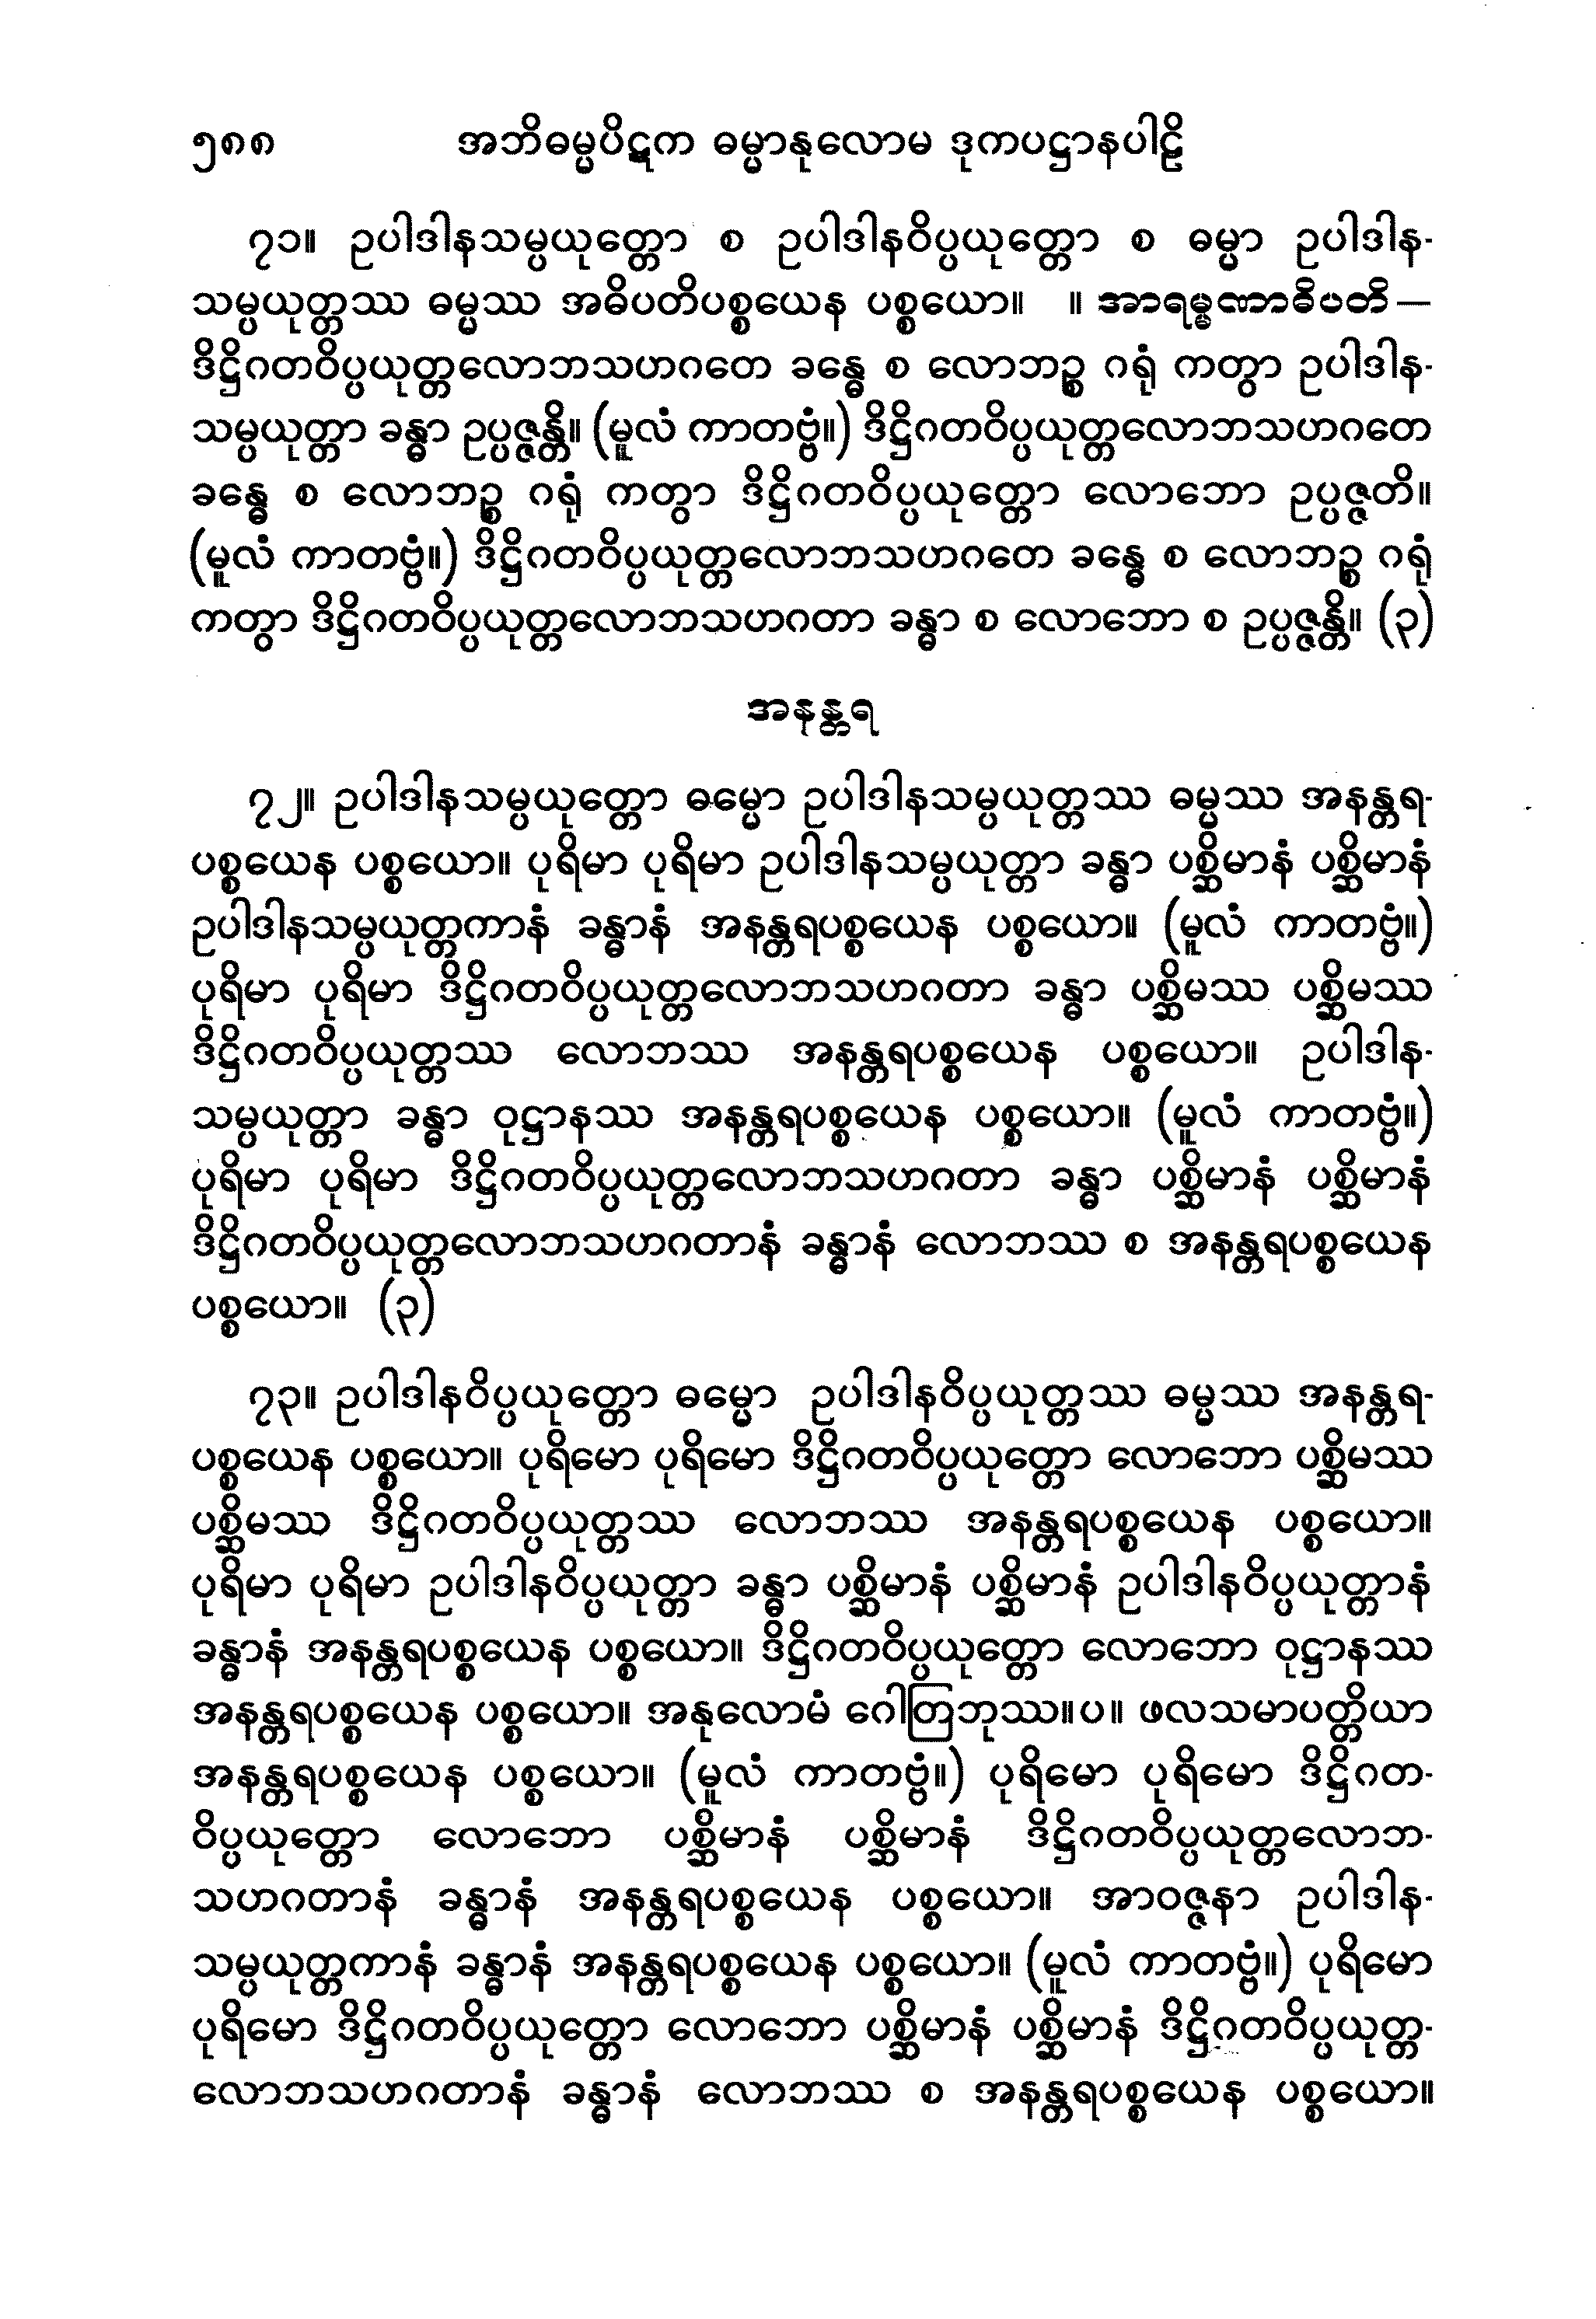 ၅၈၈ အဘိဓမ္မပိဋက ဓမ္မာနုလောမ ဒုကပဋ္ဌာနပါဠိ
၇၁။ ဥပါဒါနသမ္ပယုတ္တော စ ဥပါဒါနဝိပ္ပယုတ္တော စ ဓမ္မာ ဥပါဒါန-
သမ္ပယုတ္တဿ ဓမ္မဿ အဓိပတိပစ္စယေန ပစ္စယော။ ။ အာရမ္မဏာဓိပတိ —
ဒိဋ္ဌိဂတဝိပ္ပယုတ္တလောဘသဟဂတေ ခန္ဓေ စ လောဘဉ္စ ဂရုံ ကတွာ ဥပါဒါန-
သမ္ပယုတ္တာ ခန္ဓာ ဥပ္ပဇ္ဇန္တိ။ (မူလံ ကာတဗ္ဗံ။) ဒိဋ္ဌိဂတဝိပ္ပယုတ္တလောဘသဟဂတေ
ခန္ဓေ စ လောဘဉ္စ ဂရုံ ကတွာ ဒိဋ္ဌိဂတဝိပ္ပယုတ္တော လောဘော ဥပ္ပဇ္ဇတိ။
(မူလံ ကာတဗ္ဗံ။) ဒိဋ္ဌိဂတဝိပ္ပယုတ္တလောဘသဟဂတေ ခန္ဓေ စ လောဘဉ္စ ဂရုံ
ကတွာ ဒိဋ္ဌိဂတဝိပ္ပယုတ္တလောဘသဟဂတာ ခန္ဓာ စ လောဘော စ ဥပ္ပဇ္ဇန္တိ။ (၃)
အနန္တရ
၇၂။ ဥပါဒါနသမ္ပယုတ္တော ဓမ္မော ဥပါဒါနသမ္ပယုတ္တဿ ဓမ္မဿ အနန္တရ-
ပစ္စယေန ပစ္စယော။ ပုရိမာ ပုရိမာ ဥပါဒါနသမ္ပယုတ္တာ ခန္ဓာ ပစ္ဆိမာနံ ပစ္ဆိမာနံ
ဥပါဒါနသမ္ပယုတ္တကာနံ ခန္ဓာနံ အနန္တရပစ္စယေန ပစ္စယော။ (မူလံ ကာတဗ္ဗံ။)
ပုရိမာ ပုရိမာ ဒိဋ္ဌိဂတဝိပ္ပယုတ္တလောဘသဟဂတာ ခန္ဓာ ပစ္ဆိမဿ ပစ္ဆိမဿ
ဒိဋ္ဌိဂတဝိပ္ပယုတ္တဿ လောဘဿ အနန္တရပစ္စယေန ပစ္စယော။ ဥပါဒါန-
သမ္ပယုတ္တာ ခန္ဓာ ဝုဋ္ဌာနဿ အနန္တရပစ္စယေန ပစ္စယော။ (မူလံ ကာတဗ္ဗံ။)
ပုရိမာ ပုရိမာ ဒိဋ္ဌိဂတဝိပ္ပယုတ္တလောဘသဟဂတာ ခန္ဓာ ပစ္ဆိမာနံ ပစ္ဆိမာနံ
ဒိဋ္ဌိဂတဝိပ္ပယုတ္တလောဘသဟဂတာနံ ခန္ဓာနံ လောဘဿ စ အနန္တရပစ္စယေန
ပစ္စယော။ (၃)
၇၃။ ဥပါဒါနဝိပ္ပယုတ္တော ဓမ္မော ဥပါဒါနဝိပ္ပယုတ္တဿ ဓမ္မဿ အနန္တရ-
ပစ္စယေန ပစ္စယော။ ပုရိမော ပုရိမော ဒိဋ္ဌိဂတဝိပ္ပယုတ္တော လောဘော ပစ္ဆိမဿ
ပစ္ဆိမဿ ဒိဋ္ဌိဂတဝိပ္ပယုတ္တဿ လောဘဿ အနန္တရပစ္စယေန ပစ္စယော။
ပုရိမာ ပုရိမာ ဥပါဒါနဝိပ္ပယုတ္တာ ခန္ဓာ ပစ္ဆိမာနံ ပစ္ဆိမာနံ ဥပါဒါနဝိပ္ပယုတ္တာနံ
ခန္ဓာနံ အနန္တရပစ္စယေန ပစ္စယော။ ဒိဋ္ဌိဂတဝိပ္ပယုတ္တော လောဘော ဝုဋ္ဌာနဿ
အနန္တရပစ္စယေန ပစ္စယော။ အနုလောမံ ဂေါတြဘုဿ။ပ။ ဖလသမာပတ္တိယာ
အနန္တရပစ္စယေန ပစ္စယော။ (မူလံ ကာတဗ္ဗံ။) ပုရိမော ပုရိမော ဒိဋ္ဌိဂတ-
ဝိပ္ပယုတ္တော လောဘော ပစ္ဆိမာနံ ပစ္ဆိမာနံ ဒိဋ္ဌိဂတဝိပ္ပယုတ္တလောဘ-
သဟဂတာနံ ခန္ဓာနံ အနန္တရပစ္စယေန ပစ္စယော။ အာဝဇ္ဇနာ ဥပါဒါန-
သမ္ပယုတ္တကာနံ ခန္ဓာနံ အနန္တရပစ္စယေန ပစ္စယော။ (မူလံ ကာတဗ္ဗံ။) ပုရိမော
ပုရိမော ဒိဋ္ဌိဂတဝိပ္ပယုတ္တော လောဘော ပစ္ဆိမာနံ ပစ္ဆိမာနံ ဒိဋ္ဌိဂတဝိပ္ပယုတ္တ-
လောဘသဟဂတာနံ ခန္ဓာနံ လောဘဿ စ အနန္တရပစ္စယေန ပစ္စယော။